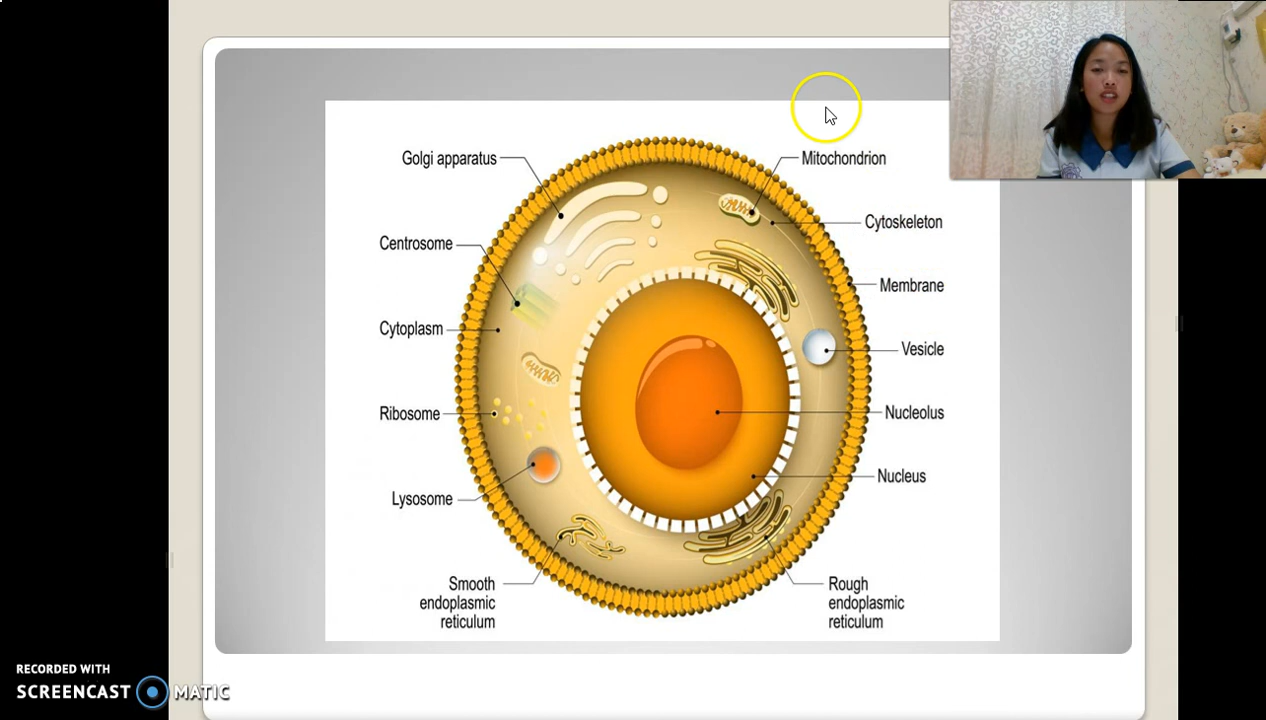 Golgi apparatus
Mitochondrion
Cytoskeleton
Centrosome
Membrane
Cytoplasm
Vesicle
Ribosome
Nucleolus
Nucleus
Lysosome
Smooth
endoplasmic
reticulum
Rough
endoplasmic
reticulum
RECORDED WITH
SCREENCAST MATIC